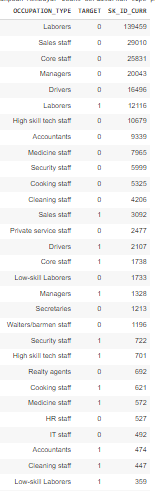 OCCUPATION_TYPE TARGET SK_ID_CURR
Laborers 0 139459
Sales staff 0 29010
Core staff 0 25831
Managers 0 20043
Drivers 0 16496
Laborers 1 12116
High skill tech staff 0 10679
Accountants 0 9339
Medicine staff 0 7965
Security staff 0 5999
Cooking staff 0 5325
Cleaning staff 0 4206
Sales staff 1 3092
Private service staff 0 2477
Drivers 1 2107
Core staff 1 1738
Low-skill Laborers 0 1733
Managers 1 1328
Secretaries 0 1213
Waiters/barmen staff 0 1196
Security staff 1 722
High skill tech staff 1 701
Realty agents 0 692
Cooking staff 1 621
Medicine staff 1 572
HR staff 0 527
IT staff 0 492
Accountants 1 474
Cleaning staff 1 447
Low-skill Laborers 1 359